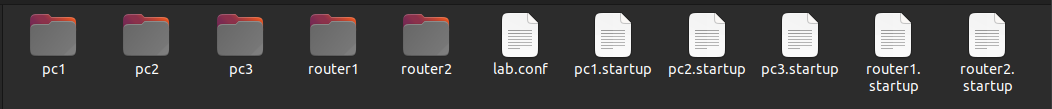 pc1
pc2
pc3
router1
router2
lab.conf
pc1.startup
pc2.startup
pc3.startup
router1.
startup
router2.
startup